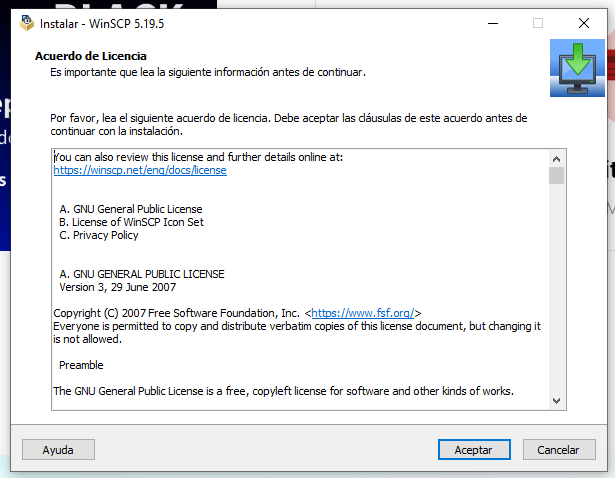 BLACK
Instalar - WinSCP 5.19.5
Acuerdo de Licencia
Es importante que lea la siguiente información antes de continuar.
Por favor, lea el siguiente acuerdo de licencia. Debe aceptar las cláusulas de este acuerdo antes de
continuar con la instalación.
You can also review this license and further details online at:
https://winscp.net/eng/docs/license
A. GNU General Public License
B. License of WinSCP Icon Set
C. Privacy Policy
A. GNU GENERAL PUBLIC LICENSE
Version 3, 29 June 2007
Copyright (C) 2007 Free Software Foundation, Inc. <https://www.fsf.org/>
Everyone is permitted to copy and distribute verbatim copies of this license document, but changing it
is not allowed.
Preamble
The GNU General Public License is a free, copyleft license for software and other kinds of works.
Ayuda
Aceptar
Cancelar